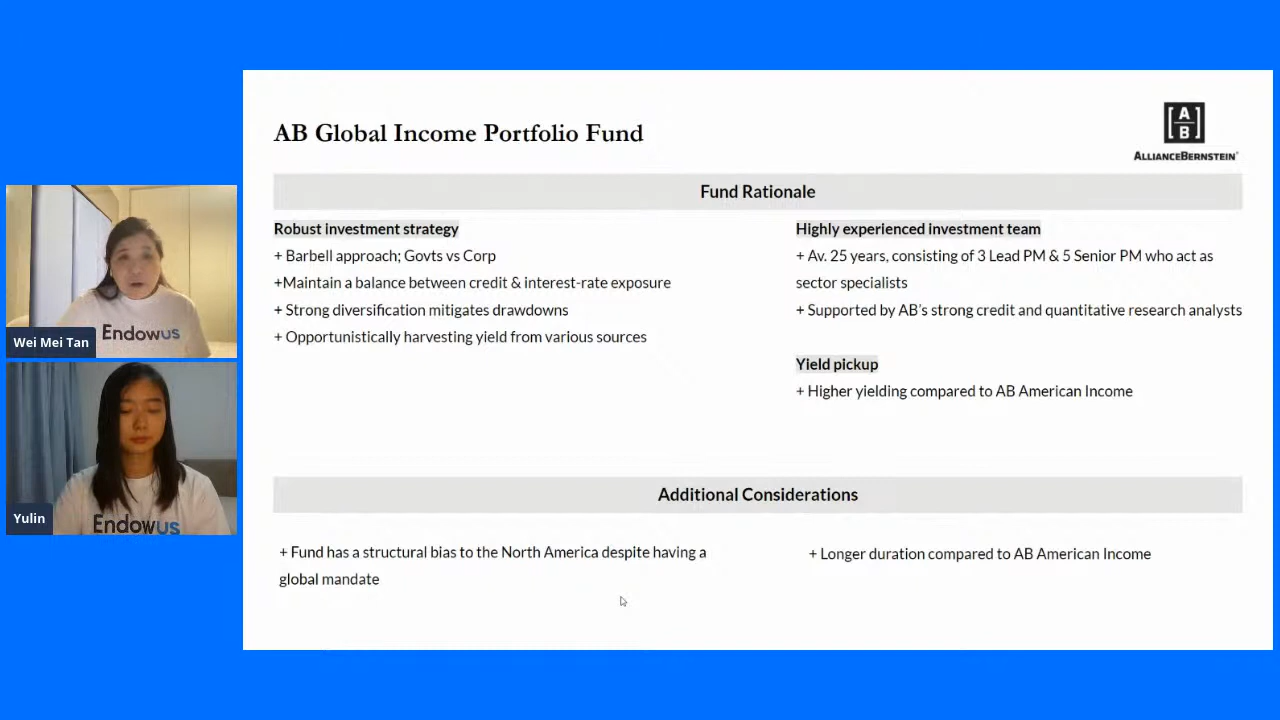 AB Global Income Portfolio Fund
[A
B]
ALLIANCEBERNSTEIN
Fund Rationale
Robust investment strategy
+ Barbell approach; Govts vs Corp
+Maintain a balance between credit & interest-rate exposure
+ Strong diversification mitigates drawdowns
+ Opportunistically harvesting yield from various sources
Highly experienced investment team
+ Av. 25 years, consisting of 3 Lead PM & 5 Senior PM who act as
sector specialists
+ Supported by AB’s strong credit and quantitative research analysts
Yield pickup
+ Higher yielding compared to AB American Income
Additional Considerations
+ Fund has a structural bias to the North America despite having a
global mandate
+ Longer duration compared to AB American Income
Endowus
Wei Mei Tan
Endowus
Yulin